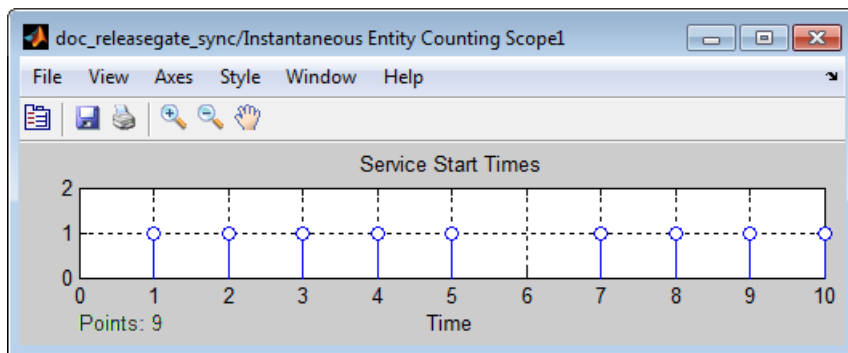 doc_releasegate_sync/Instantaneous Entity Counting Scope1
File View Axes Style Window Help
Service Start Times
2
1
0
0 1 2 3 4 5 6 7 8 9 10
Points: 9 Time